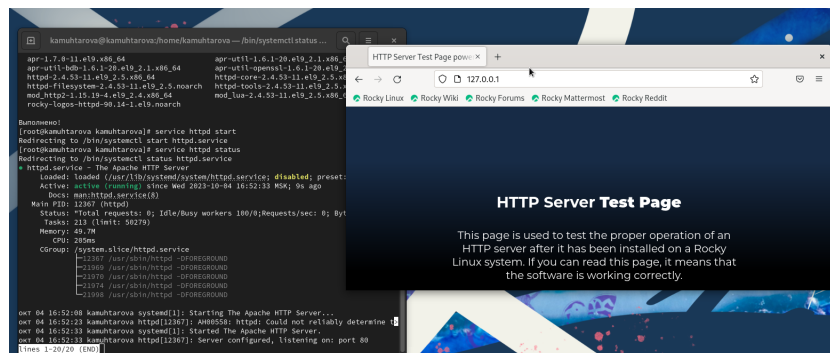 kamuhtarova@kamuhtarova:/home/kamuhtarova — /bin/systemctl status ...
apr-1.7.0-11.el9.x86_64 apr-util-1.6.1-20.el9_2.1.x86_6
apr-util-bdb-1.6.1-20.el9_2.1.x86_64 apr-util-openssl-1.6.1-20.el9_2
httpd-2.4.53-11.el9_2.5.x86_64 httpd-core-2.4.53-11.el9_2.5.x8
httpd-filesystem-2.4.53-11.el9_2.5.noarch httpd-tools-2.4.53-11.el9_2.5.x
mod_http2-1.15.19-4.el9_2.4.x86_64 mod_lua-2.4.53-11.el9_2.5.x86_6
rocky-logos-httpd-90.14-1.el9.noarch
Выполнено!
[root@kamuhtarova kamuhtarova]# service httpd start
Redirecting to /bin/systemctl start httpd.service
[root@kamuhtarova kamuhtarova]# service httpd status
Redirecting to /bin/systemctl status httpd.service
● httpd.service - The Apache HTTP Server
Loaded: loaded (/usr/lib/systemd/system/httpd.service; disabled; preset:
Active: active (running) since Wed 2023-10-04 16:52:33 MSK; 9s ago
Docs: man:httpd.service(8)
Main PID: 12367 (httpd)
Status: "Total requests: 0; Idle/Busy workers 100/0;Requests/sec: 0; Byt
Tasks: 213 (limit: 50279)
Memory: 49.7M
CPU: 205ms
CGroup: /system.slice/httpd.service
├─12367 /usr/sbin/httpd -DFOREGROUND
├─21969 /usr/sbin/httpd -DFOREGROUND
├─21970 /usr/sbin/httpd -DFOREGROUND
├─21974 /usr/sbin/httpd -DFOREGROUND
└─21998 /usr/sbin/httpd -DFOREGROUND
окт 04 16:52:08 kamuhtarova systemd[1]: Starting The Apache HTTP Server...
окт 04 16:52:23 kamuhtarova httpd[12367]: AH00558: httpd: Could not reliably determine t>
окт 04 16:52:33 kamuhtarova systemd[1]: Started The Apache HTTP Server.
окт 04 16:52:33 kamuhtarova httpd[12367]: Server configured, listening on: port 80
lines 1-20/20 (END)
HTTP Server Test Page powe
127.0.0.1
Rocky Linux Rocky Wiki Rocky Forums Rocky Mattermost Rocky Reddit
HTTP Server Test Page
This page is used to test the proper operation of an
HTTP server after it has been installed on a Rocky
Linux system. If you can read this page, it means that
the software is working correctly.